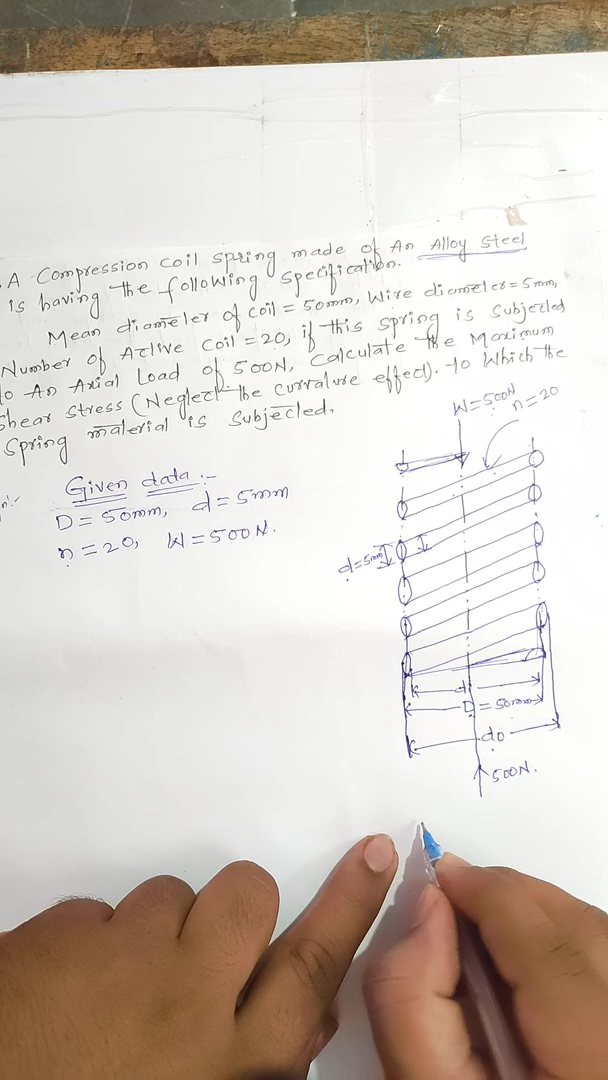 A Compression coil spring made of An Alloy steel
is having the following specification.
Mean diameter of coil = 50mm, Wire diameter = 5mm,
Number of Active coil = 20, if this spring is subjected
to An Axial Load of 500N, Calculate the Maximum
Shear stress (Neglect the curvature effect). to Which the
Spring material is Subjected.
Given data :-
D = 50mm, d = 5mm
n = 20, W = 500N.
W = 500N
n = 20
d = 5mm
di
D = 50mm
do
500N.